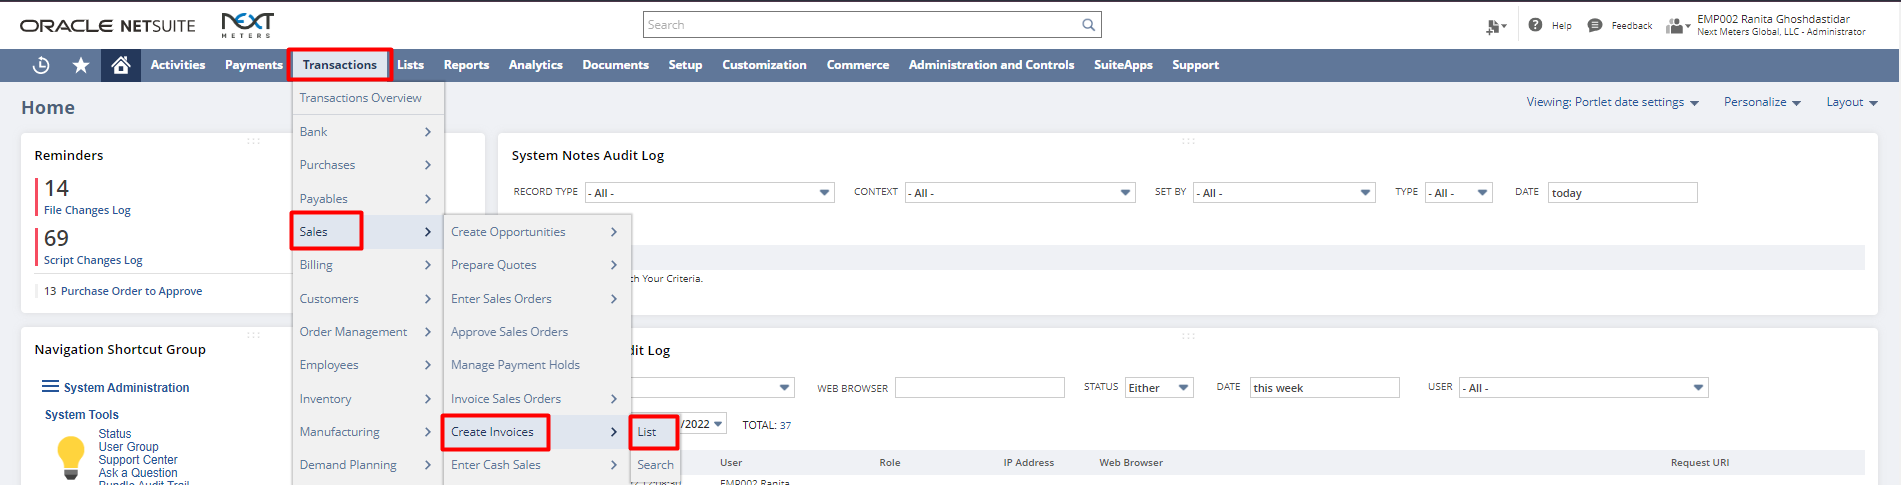 ORACLE NETSUITE
NEXT
METERS
Search
Help
Feedback
EMP002 Ranita Ghoshdastidar
Next Meters Global, LLC - Administrator
Activities
Payments
Transactions
Lists
Reports
Analytics
Documents
Setup
Customization
Commerce
Administration and Controls
SuiteApps
Support
Home
Viewing: Portlet date settings
Personalize
Layout
Transactions Overview
Bank
Purchases
Payables
Sales
Billing
Customers
Order Management
Employees
Inventory
Manufacturing
Demand Planning
Create Opportunities
Prepare Quotes
Enter Sales Orders
Approve Sales Orders
Manage Payment Holds
Invoice Sales Orders
Create Invoices
Enter Cash Sales
List
Search
Reminders
14
File Changes Log
69
Script Changes Log
13 Purchase Order to Approve
Navigation Shortcut Group
System Administration
System Tools
Status
User Group
Support Center
Ask a Question
Bundle Audit Trail
System Notes Audit Log
RECORD TYPE - All -
CONTEXT - All -
SET BY - All -
TYPE - All -
DATE today
Your Criteria.
Log
WEB BROWSER
STATUS Either
DATE this week
USER - All -
/2022
TOTAL: 37
User
Role
IP Address
Web Browser
Request URI
EMP002 Ranita